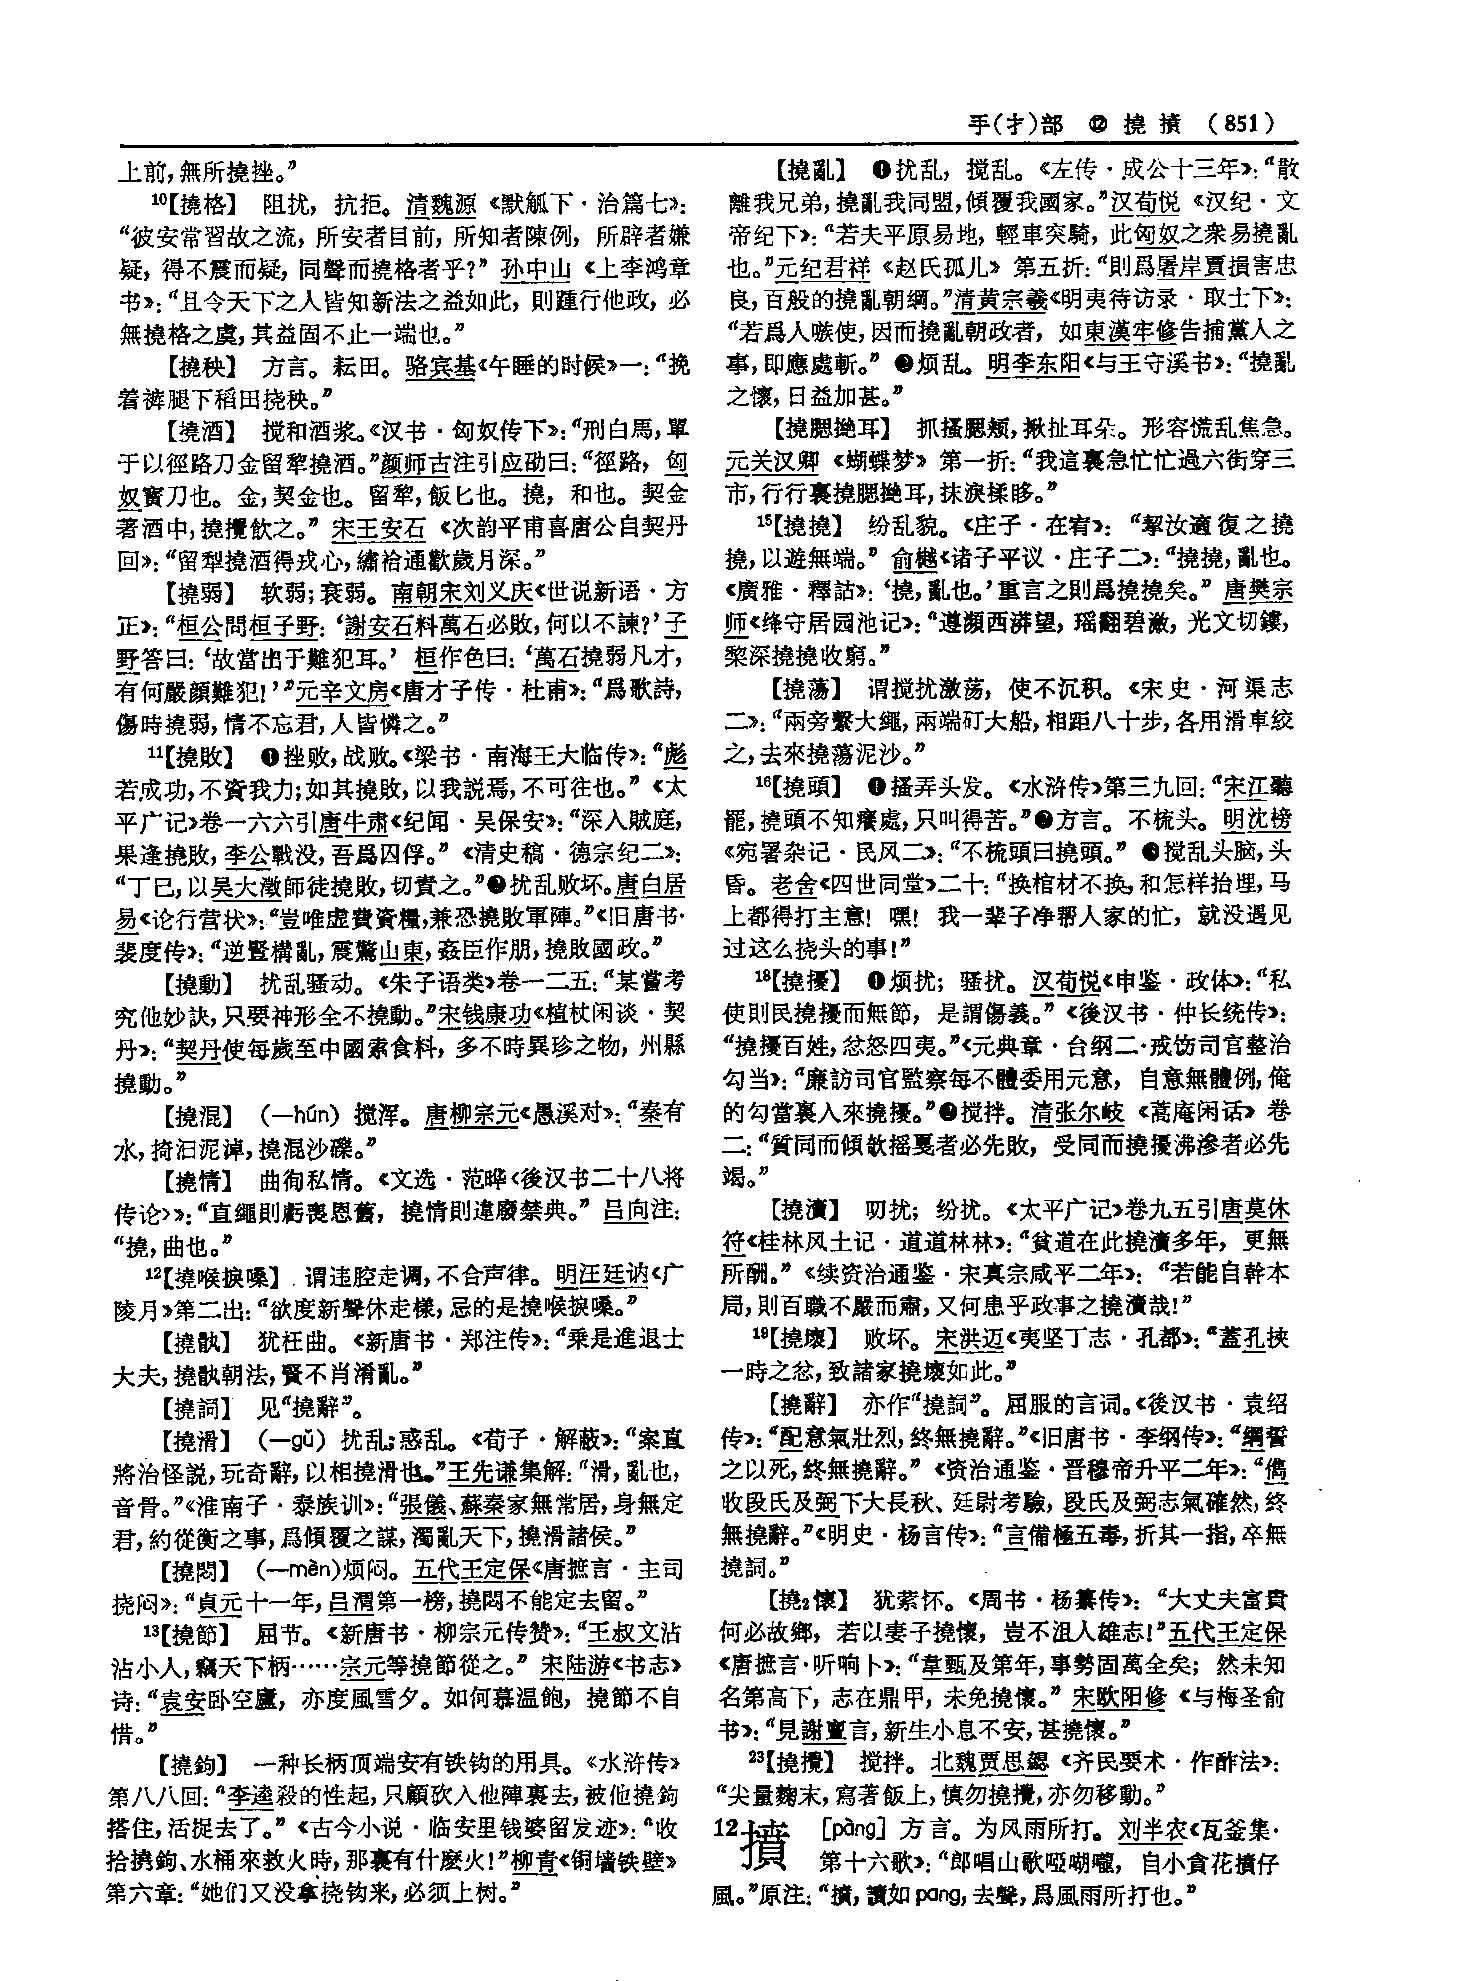 手(扌)部 ⑫ 撓 摃 (851)
上前,無所撓挫。”
10【撓格】 阻扰，抗拒。清魏源《默觚下·治篇七》：
“彼安常習故之流，所安者目前，所知者陳例，所辟者嫌
疑，得不震而疑，同聲而撓格者乎?” 孙中山《上李鸿章
书》：“且令天下之人皆知新法之益如此，則踵行他政，必
無撓格之虞,其益固不止一端也。”
【撓秧】 方言。耘田。骆宾基《午睡的时候》一：“挽
着裤腿下稻田挠秧。”
【撓酒】 搅和酒浆。《汉书·匈奴传下》：“刑白馬,單
于以徑路刀金留犂撓酒。”颜师古注引应劭曰：“徑路，匈
奴寶刀也。金,契金也。留犂,飯匕也。撓，和也。契金
著酒中,撓攪飲之。” 宋王安石《次韵平甫喜唐公自契丹
回》：“留犁撓酒得戎心,繡袷通歡歲月深。”
【撓弱】 软弱；衰弱。南朝宋刘义庆《世说新语·方
正》：“桓公問桓子野：‘謝安石料萬石必敗,何以不諫?’子
野答曰：‘故當出于難犯耳。’ 桓作色曰：‘萬石撓弱凡才,
有何嚴顔難犯!’”元辛文房《唐才子传·杜甫》：“爲歌詩,
傷時撓弱,情不忘君,人皆憐之。”
11【撓敗】 ❶挫败,战败。《梁书·南海王大临传》：“彪
若成功,不資我力;如其撓敗,以我説焉,不可往也。”《太
平广记》卷一六六引唐牛肃《纪闻·吴保安》：“深入賊庭,
果逢撓敗,李公戰没,吾爲囚俘。”《清史稿·德宗纪二》：
“丁巳,以吴大澂師徒撓敗,切責之。”❷扰乱败坏。唐白居
易《论行营状》：“豈唯虚費資糧,兼恐撓敗軍陣。”《旧唐书·
裴度传》：“逆豎構亂,震驚山東,姦臣作朋,撓敗國政。”
【撓動】 扰乱骚动。《朱子语类》卷一二五：“某嘗考
究他妙訣,只要神形全不撓動。”宋钱康功《植杖闲谈·契
丹》：“契丹使每歲至中國索食料，多不時異珍之物，州縣
撓動。”
【撓混】 (—hún) 搅浑。唐柳宗元《愚溪对》：“秦有
水,掎汩泥淖,撓混沙礫。”
【撓情】 曲徇私情。《文选·范晔〈後汉书二十八将
传论〉》：“直繩則虧喪恩舊，撓情則違廢禁典。” 吕向注：
“撓,曲也。”
12【撓喉捩嗓】 谓违腔走调,不合声律。明汪廷讷《广
陵月》第二出：“欲度新聲休走樣,忌的是撓喉捩嗓。”
【撓骫】 犹枉曲。《新唐书·郑注传》：“乘是進退士
大夫,撓骫朝法,賢不肖淆亂。”
【撓詞】 见“撓辭”。
【撓滑】 (—gǔ) 扰乱;惑乱。《荀子·解蔽》：“案直
將治怪説,玩奇辭,以相撓滑也。”王先谦集解：“滑,亂也,
音骨。”《淮南子·泰族训》：“張儀、蘇秦家無常居,身無定
君,約從衡之事,爲傾覆之謀,濁亂天下,撓滑諸侯。”
【撓悶】 (—mèn)烦闷。五代王定保《唐摭言·主司
挠闷》：“貞元十一年,吕渭第一榜,撓悶不能定去留。”
13【撓節】 屈节。《新唐书·柳宗元传赞》：“王叔文沾
沾小人,竊天下柄······宗元等撓節從之。” 宋陆游《书志》
诗：“袁安卧空廬，亦度風雪夕。如何慕温飽，撓節不自
惜。”
【撓鉤】 一种长柄顶端安有铁钩的用具。《水浒传》
第八八回：“李逵殺的性起,只顧砍入他陣裏去,被他撓鉤
搭住,活捉去了。”《古今小说·临安里钱婆留发迹》：“收
拾撓鉤、水桶來救火時,那裏有什麽火!”柳青《铜墙铁壁》
第六章：“她们又没拿挠钩来,必须上树。”
【撓亂】 ❶扰乱，搅乱。《左传·成公十三年》：“散
離我兄弟,撓亂我同盟,傾覆我國家。”汉荀悦《汉纪·文
帝纪下》：“若夫平原易地，輕車突騎，此匈奴之衆易撓亂
也。”元纪君祥《赵氏孤儿》第五折：“則爲屠岸賈損害忠
良,百般的撓亂朝綱。”清黄宗羲《明夷待访录·取士下》：
“若爲人嗾使,因而撓亂朝政者，如東漢牢修告捕黨人之
事,即應處斬。” ❷烦乱。明李东阳《与王守溪书》：“撓亂
之懷,日益加甚。”
【撓腮撧耳】 抓搔腮颊,揪扯耳朵。形容慌乱焦急。
元关汉卿《蝴蝶梦》第一折：“我這裏急忙忙過六街穿三
市,行行裏撓腮撧耳,抹淚揉眵。”
15【撓撓】 纷乱貌。《庄子·在宥》：“挈汝適復之撓
撓,以遊無端。”俞樾《诸子平议·庄子二》：“撓撓,亂也。
《廣雅·釋詁》：‘撓,亂也。’重言之則爲撓撓矣。” 唐樊宗
师《绛守居园池记》：“遵瀕西漭望，瑶翻碧潋，光文切鏤，
棃深撓撓收窮。”
【撓蕩】 谓搅扰激荡，使不沉积。《宋史·河渠志
二》：“兩旁繫大繩,兩端矴大船,相距八十步,各用滑車絞
之,去來撓蕩泥沙。”
16【撓頭】 ❶搔弄头发。《水浒传》第三九回：“宋江聽
罷,撓頭不知癢處,只叫得苦。”❷方言。不梳头。明沈榜
《宛署杂记·民风二》：“不梳頭曰撓頭。” ❸搅乱头脑,头
昏。老舍《四世同堂》二十：“换棺材不换,和怎样抬埋,马
上都得打主意! 嘿! 我一辈子净帮人家的忙，就没遇见
过这么挠头的事!”
18【撓擾】 ❶烦扰；骚扰。汉荀悦《申鉴·政体》：“私
使則民撓擾而無節，是謂傷義。”《後汉书·仲长统传》：
“撓擾百姓,忿怒四夷。”《元典章·台纲二·戒饬司官整治
勾当》：“廉訪司官監察每不體委用元意，自意無體例,俺
的勾當裏入來撓擾。”❷搅拌。清张尔岐《蒿庵闲话》卷
二：“質同而傾欹摇戛者必先敗，受同而撓擾沸滲者必先
竭。”
【撓瀆】 叨扰；纷扰。《太平广记》卷九五引唐莫休
符《桂林风土记·道道林林》：“貧道在此撓瀆多年，更無
所酬。”《续资治通鉴·宋真宗咸平二年》：“若能自幹本
局,則百職不嚴而肅,又何患乎政事之撓瀆哉!”
19【撓壞】 败坏。宋洪迈《夷坚丁志·孔都》：“蓋孔挾
一時之忿,致諸家撓壞如此。”
【撓辭】 亦作“撓詞”。屈服的言词。《後汉书·袁绍
传》：“配意氣壯烈,終無撓辭。”《旧唐书·李纲传》：“綱誓
之以死,終無撓辭。”《资治通鉴·晋穆帝升平二年》：“儁
收段氏及弼下大長秋、廷尉考驗，段氏及弼志氣確然,終
無撓辭。”《明史·杨言传》：“言備極五毒,折其一指,卒無
撓詞。”
【撓₂懷】 犹萦怀。《周书·杨纂传》：“大丈夫富貴
何必故鄉，若以妻子撓懷，豈不沮人雄志!”五代王定保
《唐摭言·听响卜》：“韋甄及第年,事勢固萬全矣；然未知
名第高下，志在鼎甲，未免撓懷。” 宋欧阳修《与梅圣俞
书》：“見謝寘言,新生小息不安,甚撓懷。”
23【撓攪】 搅拌。北魏贾思勰《齐民要术·作酢法》：
“尖量麴末,寫著飯上,慎勿撓攪,亦勿移動。”
12摃 [pàng] 方言。为风雨所打。刘半农《瓦釜集·
第十六歌》：“郎唱山歌啞嘲嚨，自小貪花摃仔
風。”原注：“摃,讀如pang,去聲,爲風雨所打也。”